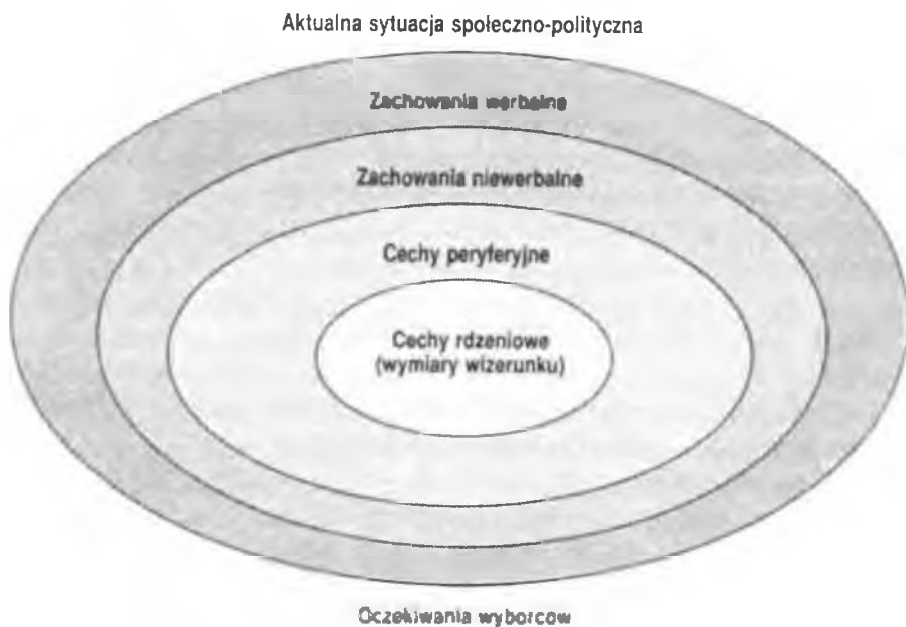 Aktualna sytuacja społeczno-polityczna
Zachowania werbalne
Zachowania niewerbalne
Cechy peryferyjne
Cechy rdzeniowe
(wymiary wizerunku)
Oczekiwania wyborców